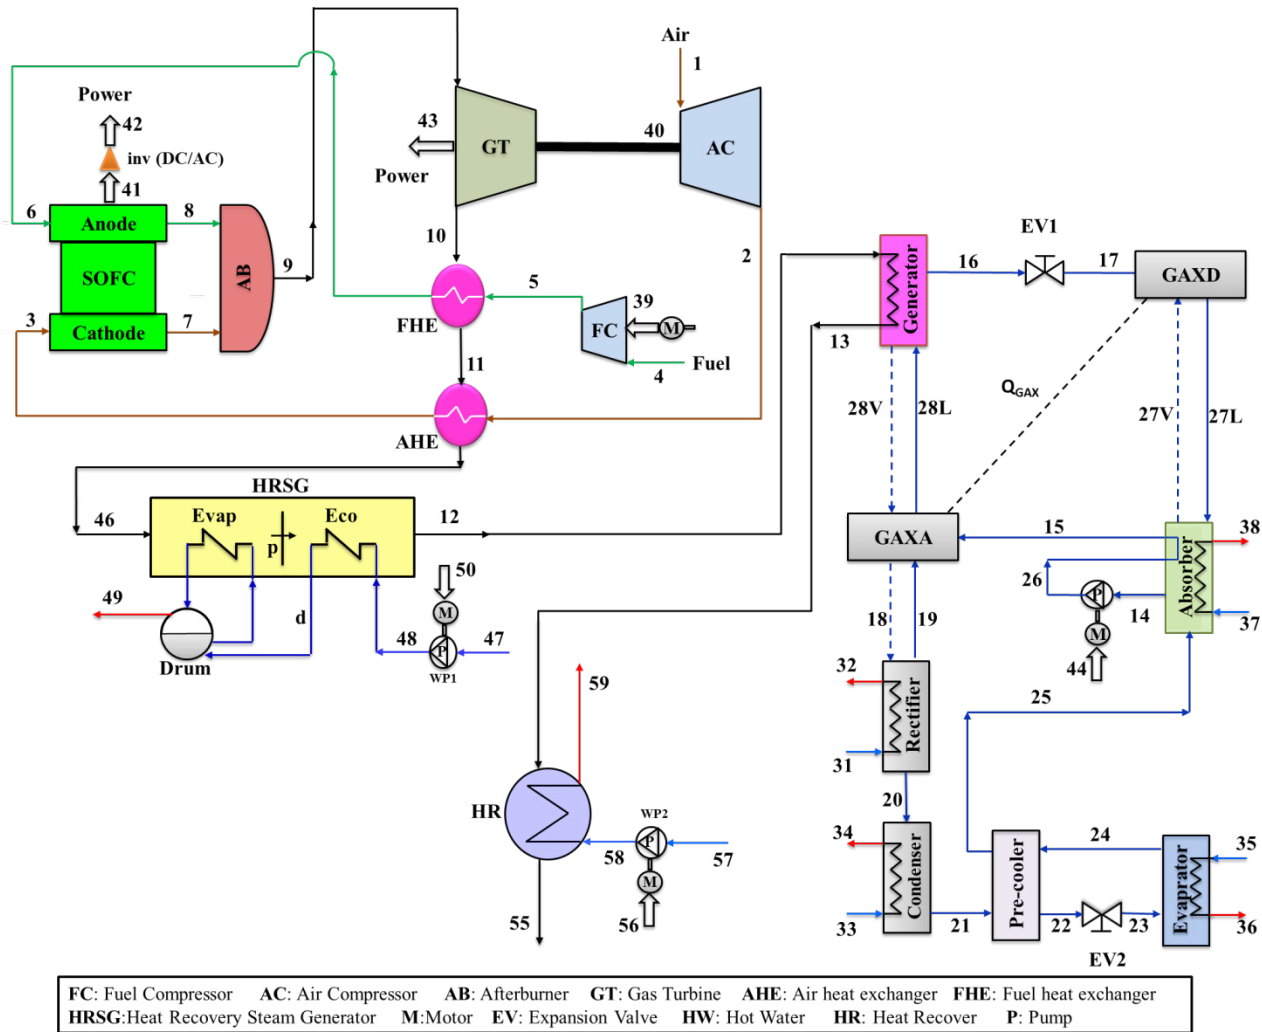 Air
1
Power
42
inv (DC/AC)
41
43
GT
40
AC
Power
6
Anode
8
SOFC
AB
9
3
Cathode
7
10
2
5
FHE
39
FC
M
4
Fuel
11
AHE
EV1
Generator
16
17
GAXD
13
28V
28L
QGAX
27V
27L
HRSG
46
Evap
p
Eco
12
GAXA
15
38
26
P
14
Absorber
37
M
44
50
M
49
d
48
P
47
WP1
Drum
18
19
32
Rectifier
31
59
25
20
HR
WP2
58
P
57
M
56
55
34
Condenser
33
21
Pre-cooler
24
22
23
EV2
35
Evaprator
36
FC: Fuel Compressor AC: Air Compressor AB: Afterburner GT: Gas Turbine AHE: Air heat exchanger FHE: Fuel heat exchanger
HRSG:Heat Recovery Steam Generator M:Motor EV: Expansion Valve HW: Hot Water HR: Heat Recover P: Pump